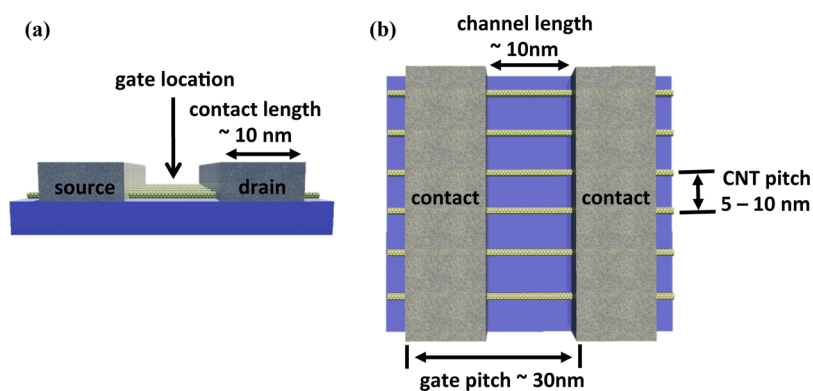 (a)
gate location
contact length
~ 10 nm
source
drain
(b)
channel length
~ 10nm
contact
contact
CNT pitch
5 – 10 nm
gate pitch ~ 30nm